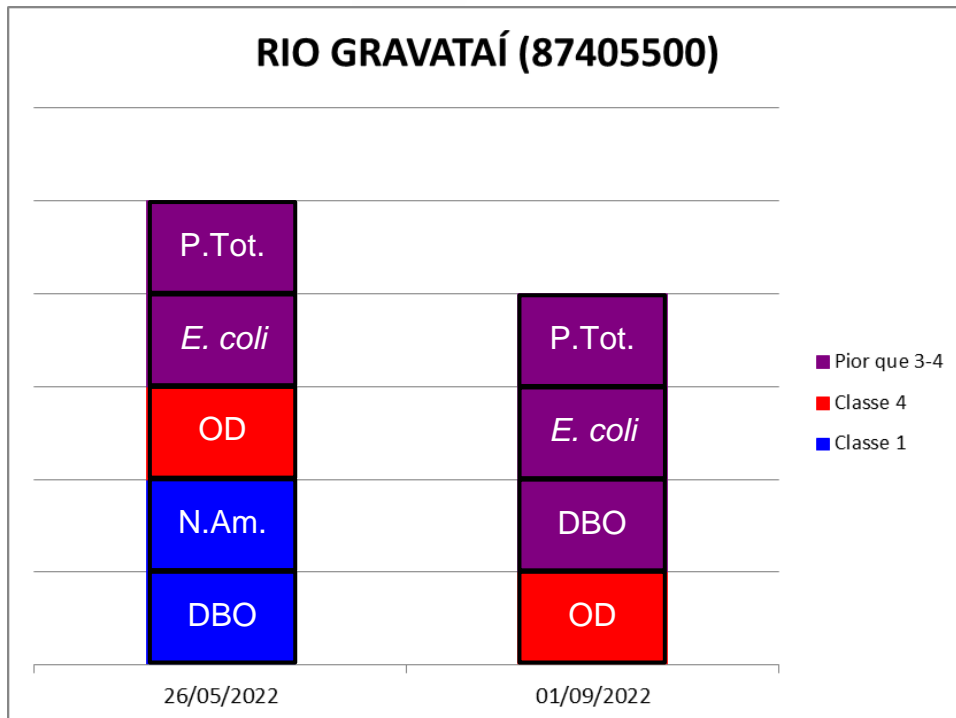 RIO GRAVATAÍ (87405500)
P.Tot.
E. coli
OD
N.Am.
DBO
P.Tot.
E. coli
DBO
OD
Pior que 3-4
Classe 4
Classe 1
26/05/2022
01/09/2022